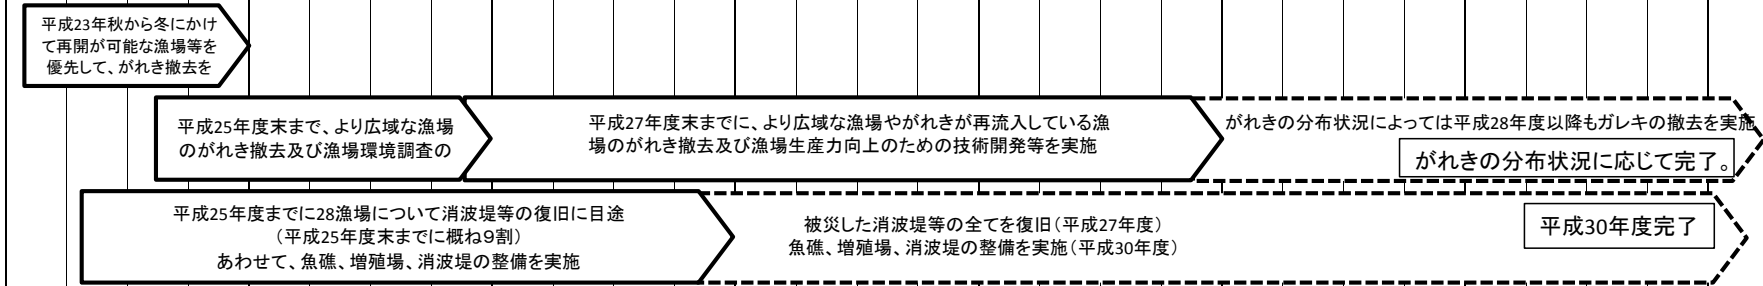 平成23年秋から冬にかけ
て再開が可能な漁場等を
優先して、がれき撤去を
平成25年度末まで、より広域な漁場
のがれき撤去及び漁場環境調査の
平成27年度末までに、より広域な漁場やがれきが再流入している漁
場のがれき撤去及び漁場生産力向上のための技術開発等を実施
がれきの分布状況によっては平成28年度以降もガレキの撤去を実施
がれきの分布状況に応じて完了。
平成25年度までに28漁場について消波堤等の復旧に目途
（平成25年度末までに概ね９割）
あわせて、魚礁、増殖場、消波堤の整備を実施
被災した消波堤等の全てを復旧（平成27年度）
魚礁、増殖場、消波堤の整備を実施（平成30年度）
平成30年度完了